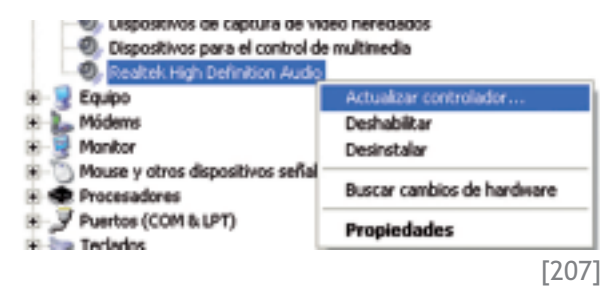 Dispositivos de captura de vídeo heredados
Dispositivos para el control de multimedia
Realtek High Definition Audio
Equipo
Módems
Monitor
Mouse y otros dispositivos señal
Procesadores
Puertos (COM & LPT)
Teclados
Actualizar controlador...
Deshabilitar
Desinstalar
Buscar cambios de hardware
Propiedades
[207]